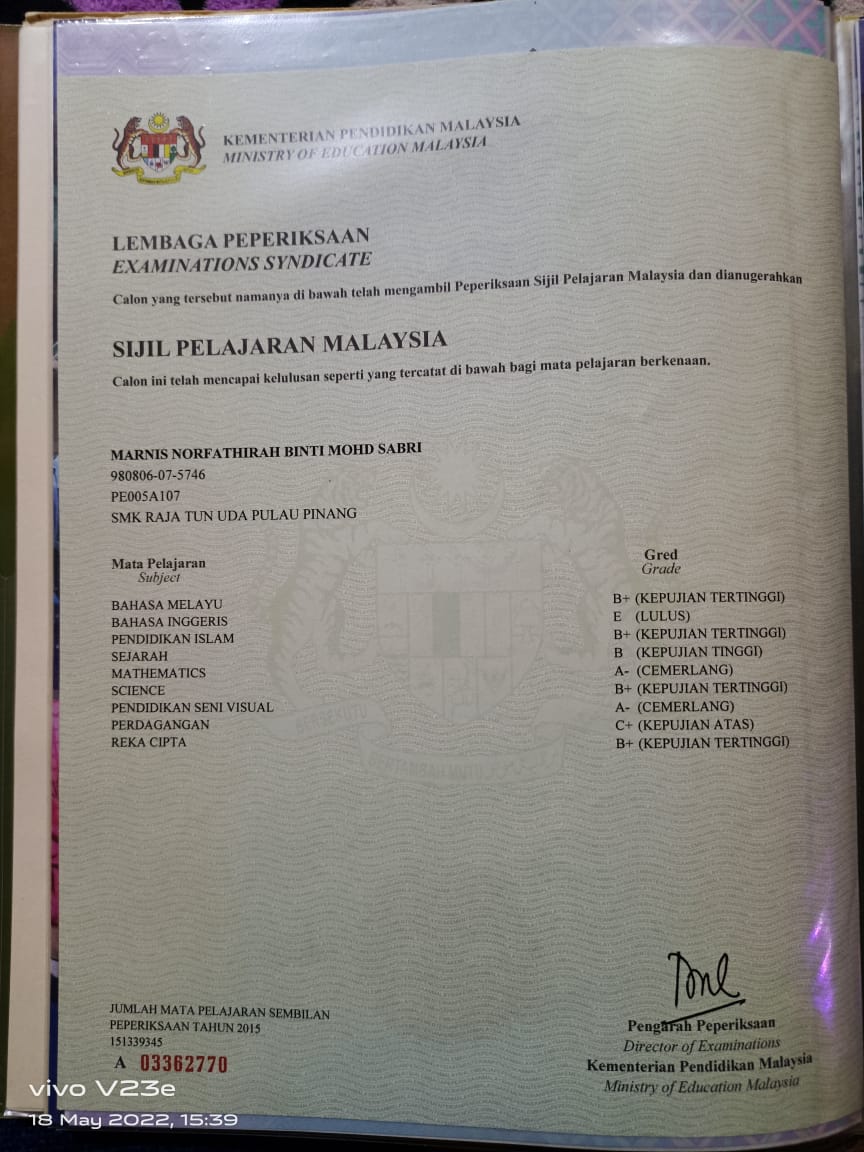 KEMENTERIAN PENDIDIKAN MALAYSIA
MINISTRY OF EDUCATION MALAYSIA
LEMBAGA PEPERIKSAAN
EXAMINATIONS SYNDICATE
Calon yang tersebut namanya di bawah telah mengambil Peperiksaan Sijil Pelajaran Malaysia dan dianugerahkan
SIJIL PELAJARAN MALAYSIA
Calon ini telah mencapai kelulusan seperti yang tercatat di bawah bagi mata pelajaran berkenaan.
MARNIS NORFATHIRAH BINTI MOHD SABRI
980806-07-5746
PE005A107
SMK RAJA TUN UDA PULAU PINANG
Mata Pelajaran Gred
Subject Grade
BAHASA MELAYU B+ (KEPUJIAN TERTINGGI)
BAHASA INGGERIS E (LULUS)
PENDIDIKAN ISLAM B+ (KEPUJIAN TERTINGGI)
SEJARAH B (KEPUJIAN TINGGI)
MATHEMATICS A- (CEMERLANG)
SCIENCE B+ (KEPUJIAN TERTINGGI)
PENDIDIKAN SENI VISUAL A- (CEMERLANG)
PERDAGANGAN C+ (KEPUJIAN ATAS)
REKA CIPTA B+ (KEPUJIAN TERTINGGI)
JUMLAH MATA PELAJARAN SEMBILAN
PEPERIKSAAN TAHUN 2015
151339345
A 03362770
Pengarah Peperiksaan
Director of Examinations
Kementerian Pendidikan Malaysia
Ministry of Education Malaysia
vivo V23e
18 May 2022, 15:39